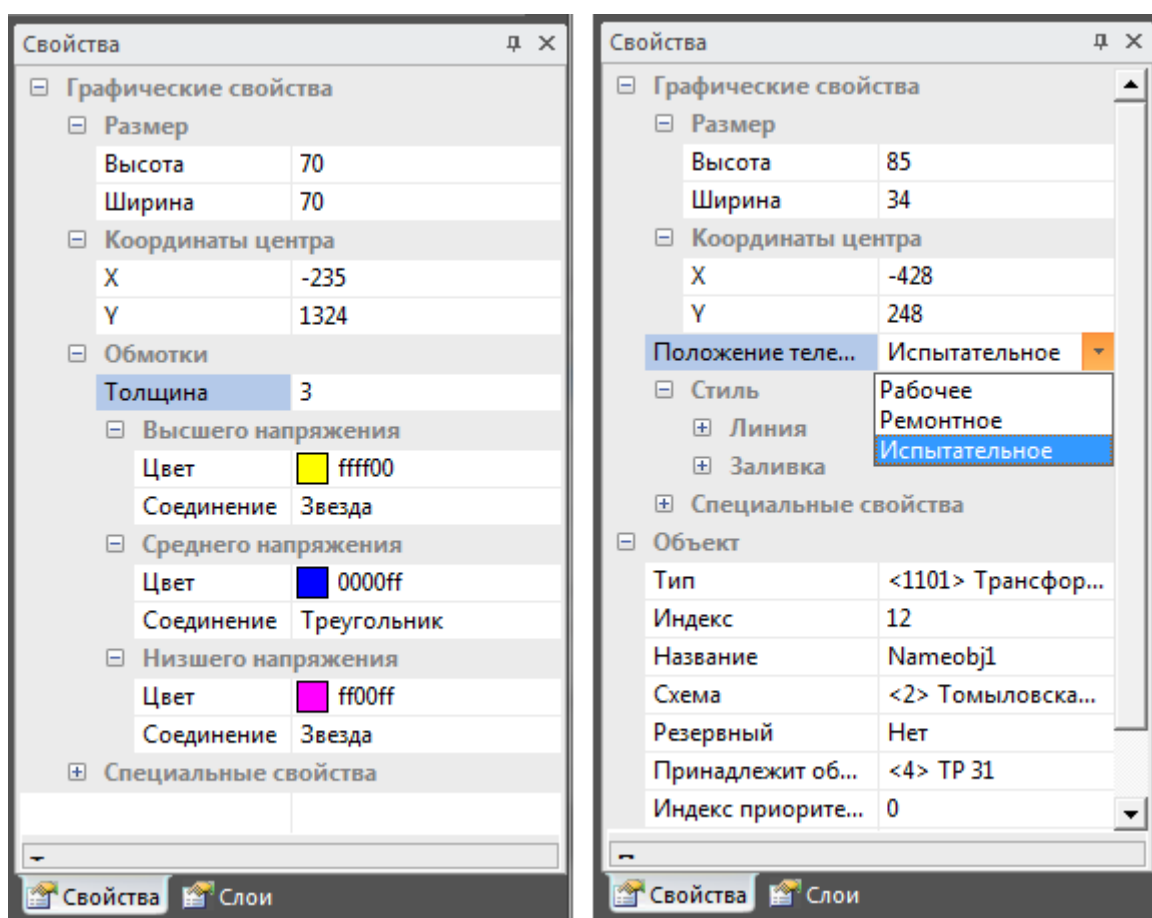 Свойства
Графические свойства
Размер
Высота 70
Ширина 70
Координаты центра
X -235
Y 1324
Обмотки
Толщина 3
Высшего напряжения
Цвет ffff00
Соединение Звезда
Среднего напряжения
Цвет 0000ff
Соединение Треугольник
Низшего напряжения
Цвет ff00ff
Соединение Звезда
Специальные свойства
Свойства Слои
Свойства
Графические свойства
Размер
Высота 85
Ширина 34
Координаты центра
X -428
Y 248
Положение теле... Испытательное
Рабочее
Ремонтное
Испытательное
Стиль
Линия
Заливка
Специальные свойства
Объект
Тип <1101> Трансфор...
Индекс 12
Название Nameobj1
Схема <2> Томыловска...
Резервный Нет
Принадлежит об... <4> ТР 31
Индекс приорите... 0
Свойства Слои